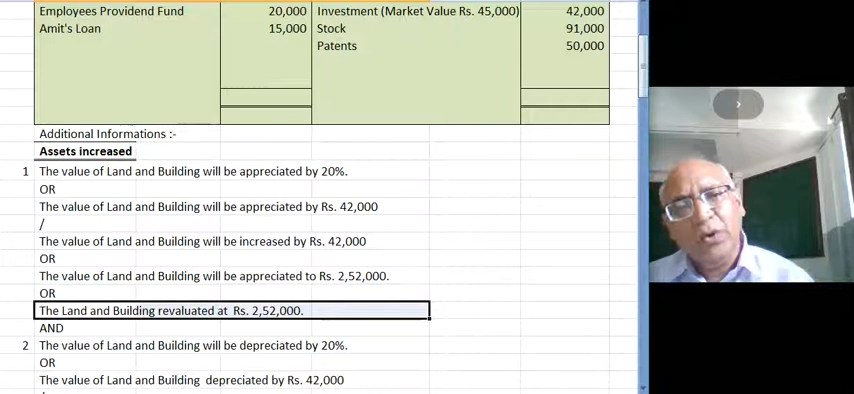 Employees Providend Fund 20,000 Investment (Market Value Rs. 45,000) 42,000
Amit's Loan 15,000 Stock 91,000
Patents 50,000
Additional Informations :-
Assets increased
1 The value of Land and Building will be appreciated by 20%.
OR
The value of Land and Building will be appreciated by Rs. 42,000
/
The value of Land and Building will be increased by Rs. 42,000
OR
The value of Land and Building will be appreciated to Rs. 2,52,000.
OR
The Land and Building revaluated at Rs. 2,52,000.
AND
2 The value of Land and Building will be depreciated by 20%.
OR
The value of Land and Building depreciated by Rs. 42,000